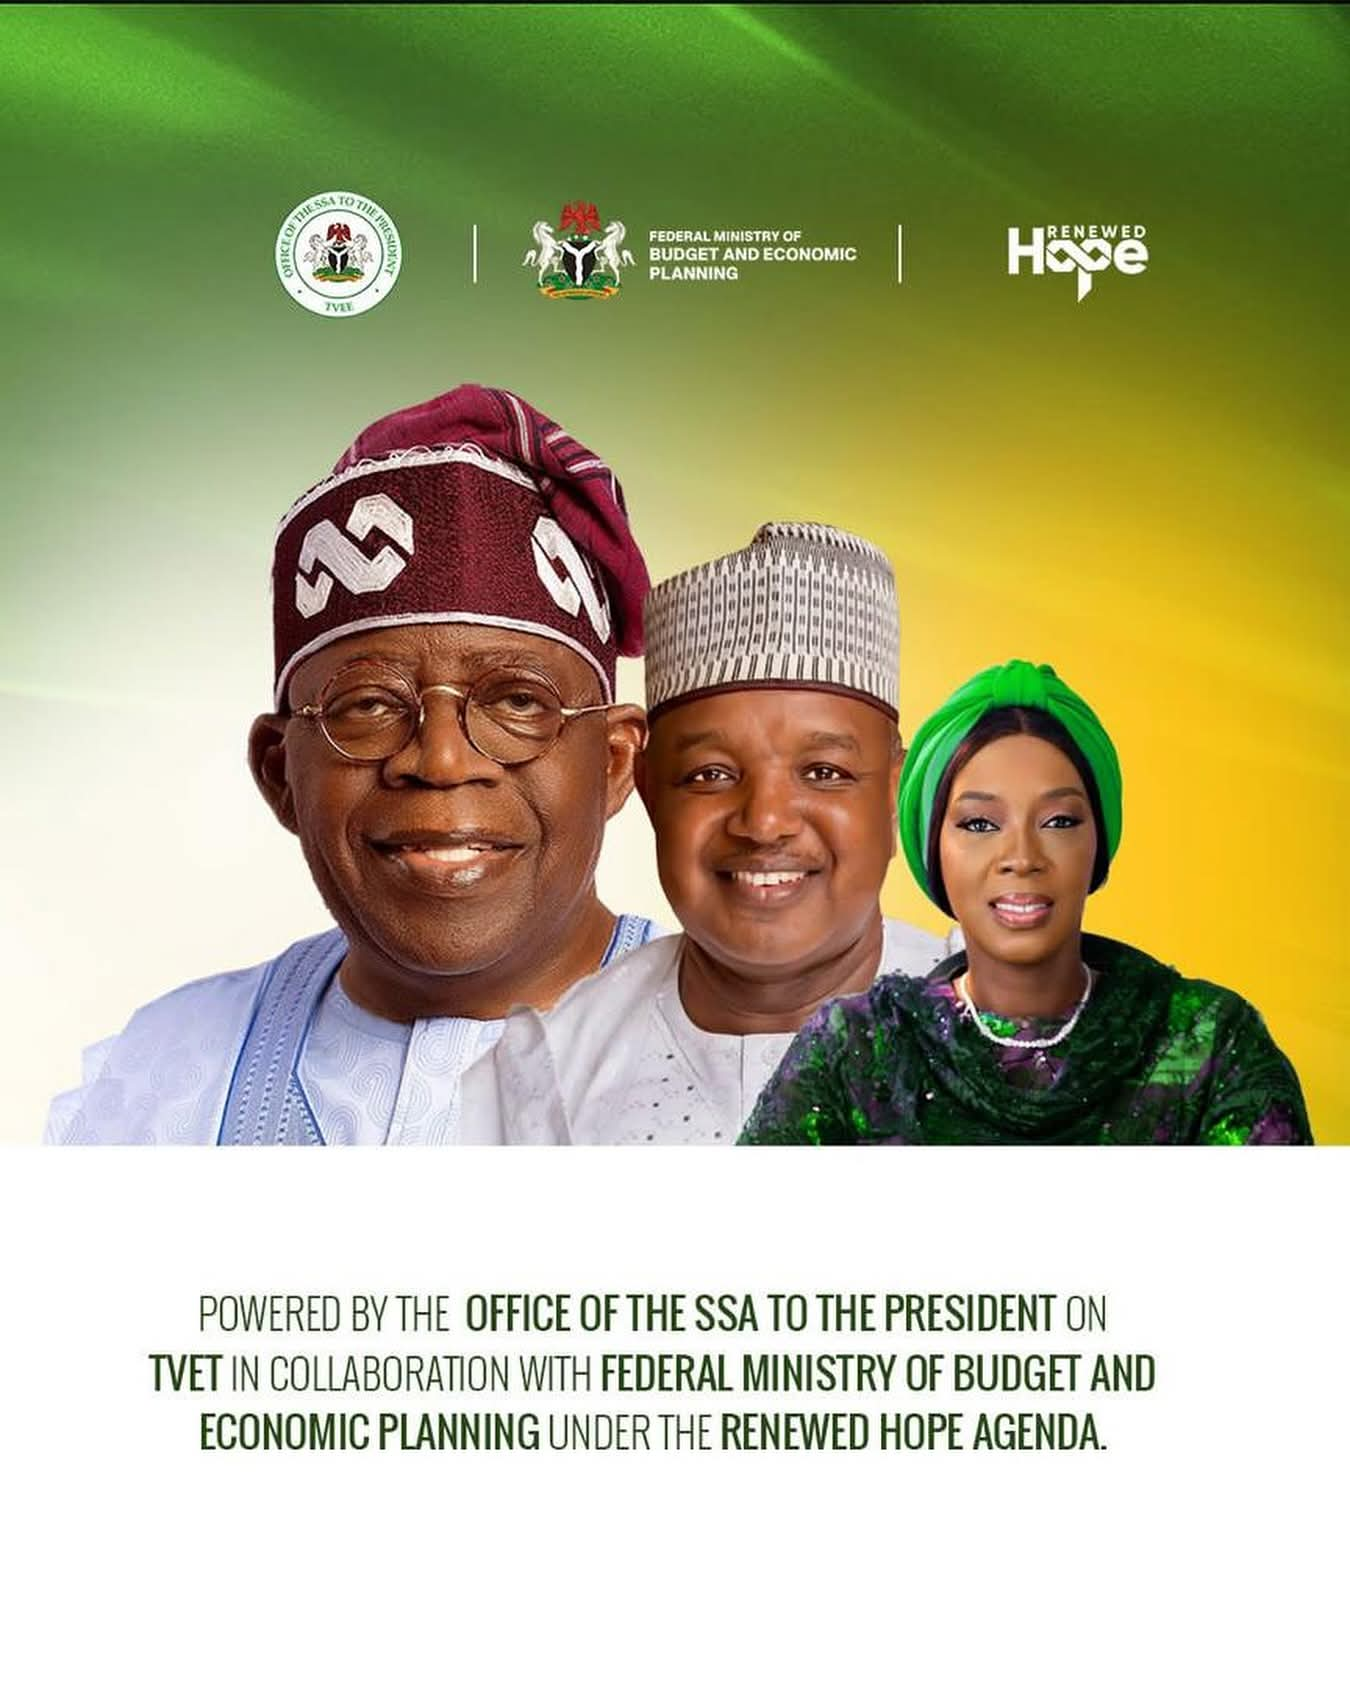 OFFICE OF THE SSA TO THE PRESIDENT
TVEE
FEDERAL MINISTRY OF
BUDGET AND ECONOMIC
PLANNING
RENEWED
Hope
POWERED BY THE OFFICE OF THE SSA TO THE PRESIDENT ON
TVET IN COLLABORATION WITH FEDERAL MINISTRY OF BUDGET AND
ECONOMIC PLANNING UNDER THE RENEWED HOPE AGENDA.